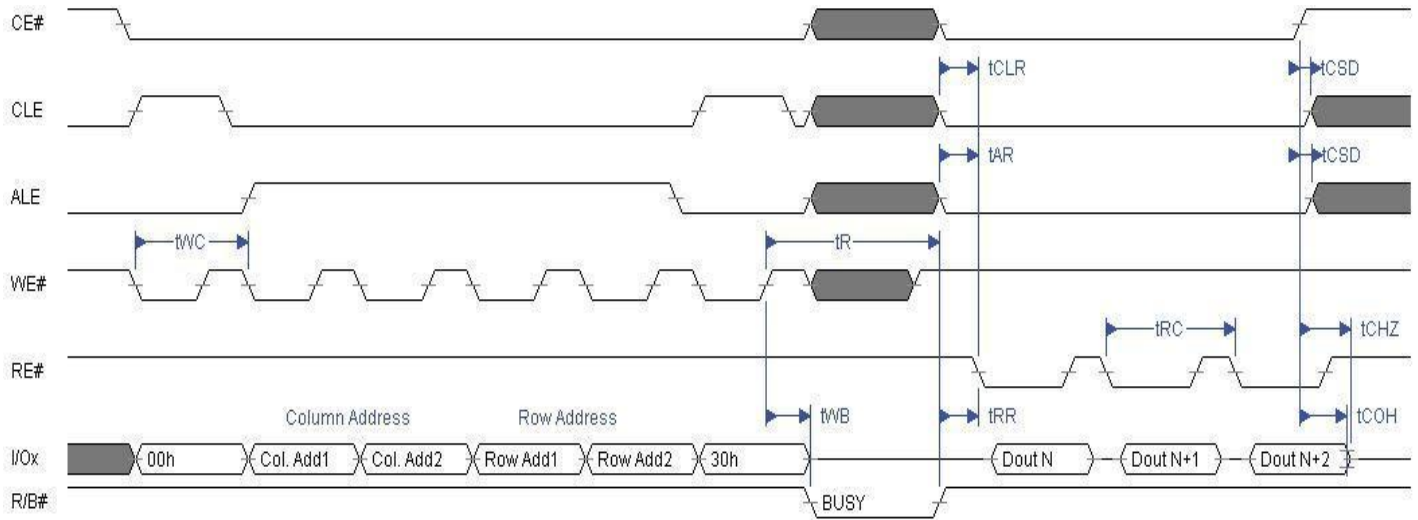 CE#
tCLR
tCSD
CLE
tAR
tCSD
ALE
tWC
tR
WE#
tRC
tCHZ
RE#
Column Address
Row Address
tWB
tRR
tCOH
I/Ox
00h
Col. Add1
Col. Add2
Row Add1
Row Add2
30h
Dout N
Dout N+1
Dout N+2
R/B#
BUSY